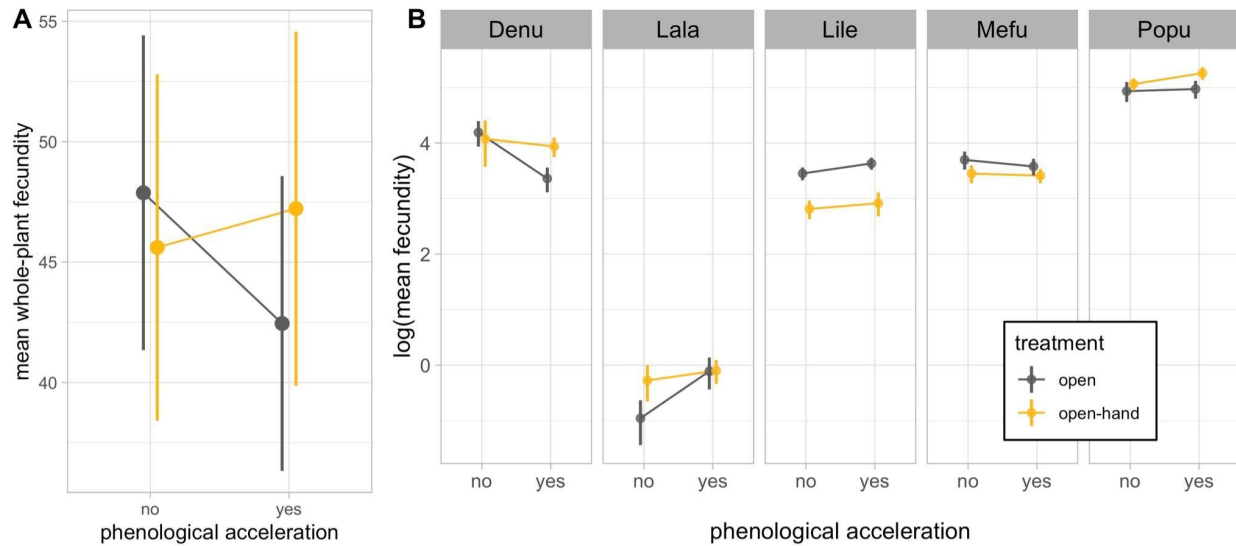 A
mean whole-plant fecundity
55
50
45
40
no yes
phenological acceleration
B
log(mean fecundity)
Denu Lala Lile Mefu Popu
4
2
0
treatment
open
open-hand
no yes no yes no yes no yes no yes
phenological acceleration